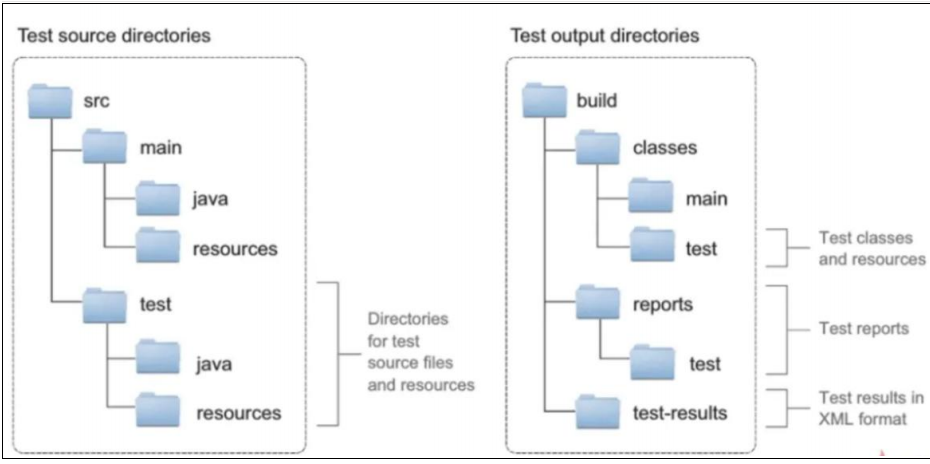 Test source directories
src
main
java
resources
test
java
resources
Directories
for test
source files
and resources
Test output directories
build
classes
main
test
Test classes
and resources
reports
test
Test reports
test-results
Test results in
XML format